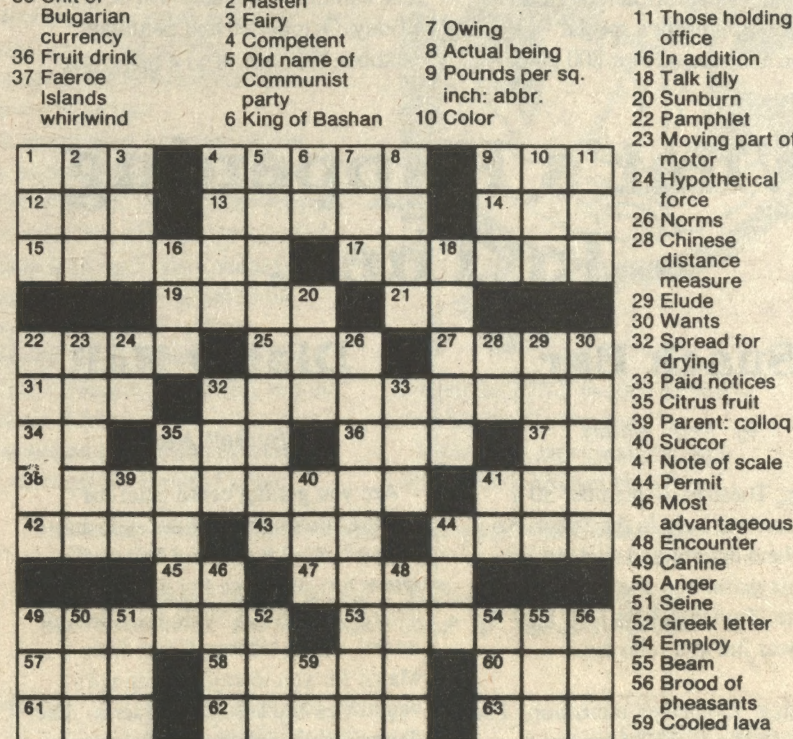 Unit of
Bulgarian
currency
36 Fruit drink
37 Faeroe
Islands
whirlwind
2 Hasten
3 Fairy
4 Competent
5 Old name of
Communist
party
6 King of Bashan
7 Owing
8 Actual being
9 Pounds per sq.
inch: abbr.
10 Color
11 Those holding
office
16 In addition
18 Talk idly
20 Sunburn
22 Pamphlet
23 Moving part of
motor
24 Hypothetical
force
26 Norms
28 Chinese
distance
measure
29 Elude
30 Wants
32 Spread for
drying
33 Paid notices
35 Citrus fruit
39 Parent: colloq
40 Succor
41 Note of scale
44 Permit
46 Most
advantageous
48 Encounter
49 Canine
50 Anger
51 Seine
52 Greek letter
54 Employ
55 Beam
56 Brood of
pheasants
59 Cooled lava
1 2 3 4 5 6 7 8 9 10 11
12 13 14
15 16 17 18
19 20 21
22 23 24 25 26 27 28 29 30
31 32 33
34 35 36 37
38 39 40 41
42 43 44
45 46 47 48
49 50 51 52 53 54 55 56
57 58 59 60
61 62 63